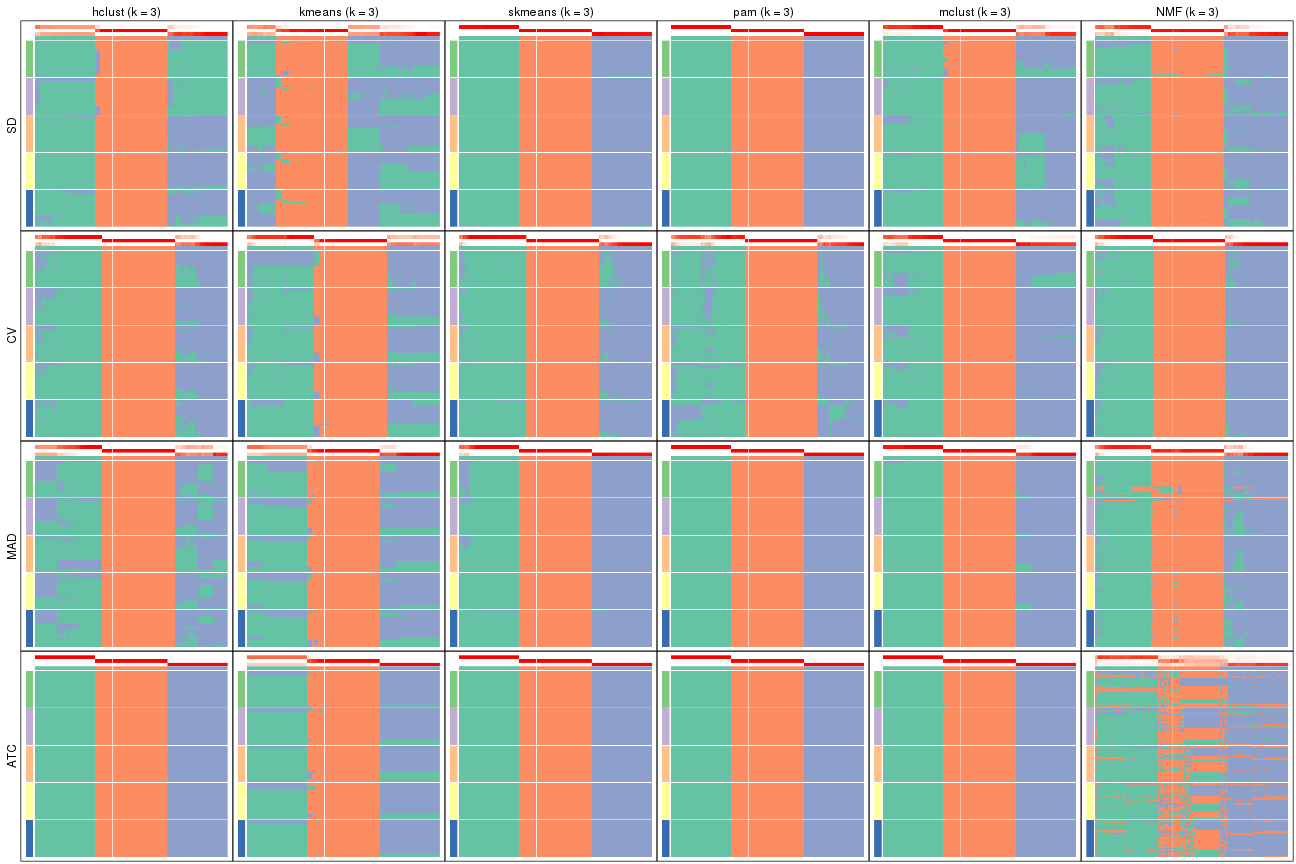 hclust (k = 3) kmeans (k = 3) skmeans (k = 3) pam (k = 3) mclust (k = 3) NMF (k = 3)
SD
CV
MAD
ATC